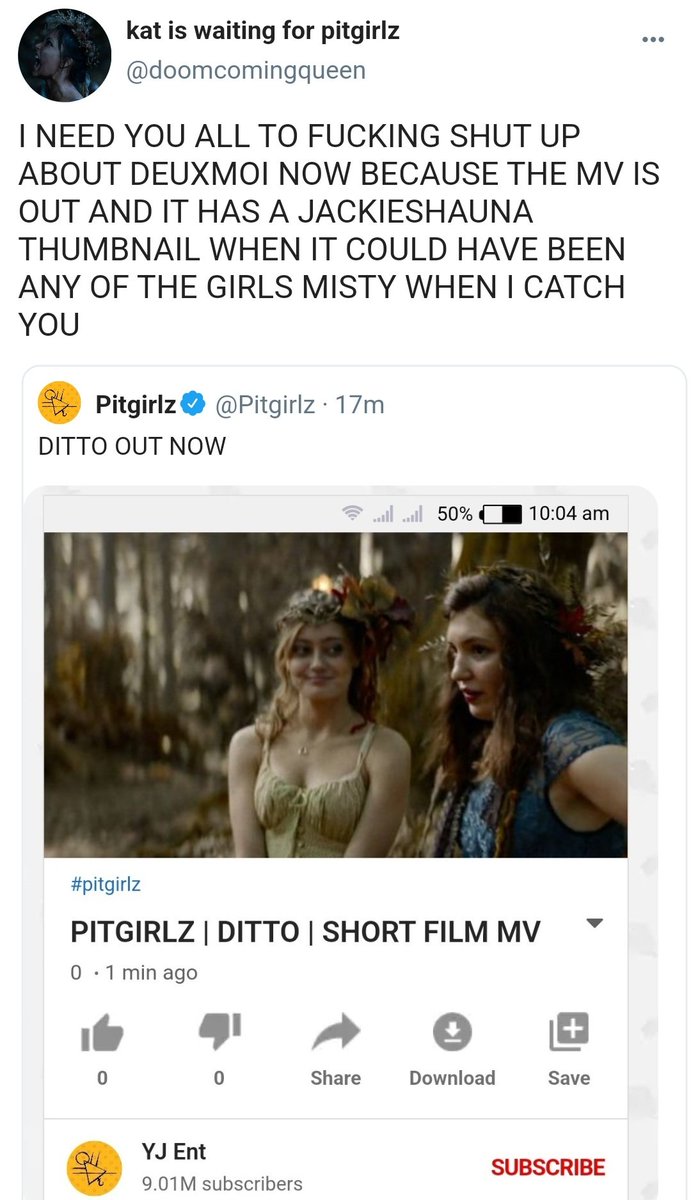 kat is waiting for pitgirlz
@doomcomingqueen
I NEED YOU ALL TO FUCKING SHUT UP
ABOUT DEUXMOI NOW BECAUSE THE MV IS
OUT AND IT HAS A JACKIESHAUNA
THUMBNAIL WHEN IT COULD HAVE BEEN
ANY OF THE GIRLS MISTY WHEN I CATCH
YOU
Pitgirlz @Pitgirlz · 17m
DITTO OUT NOW
50% 10:04 am
#pitgirlz
PITGIRLZ | DITTO | SHORT FILM MV
0 · 1 min ago
0 0 Share Download Save
YJ Ent
9.01M subscribers
SUBSCRIBE